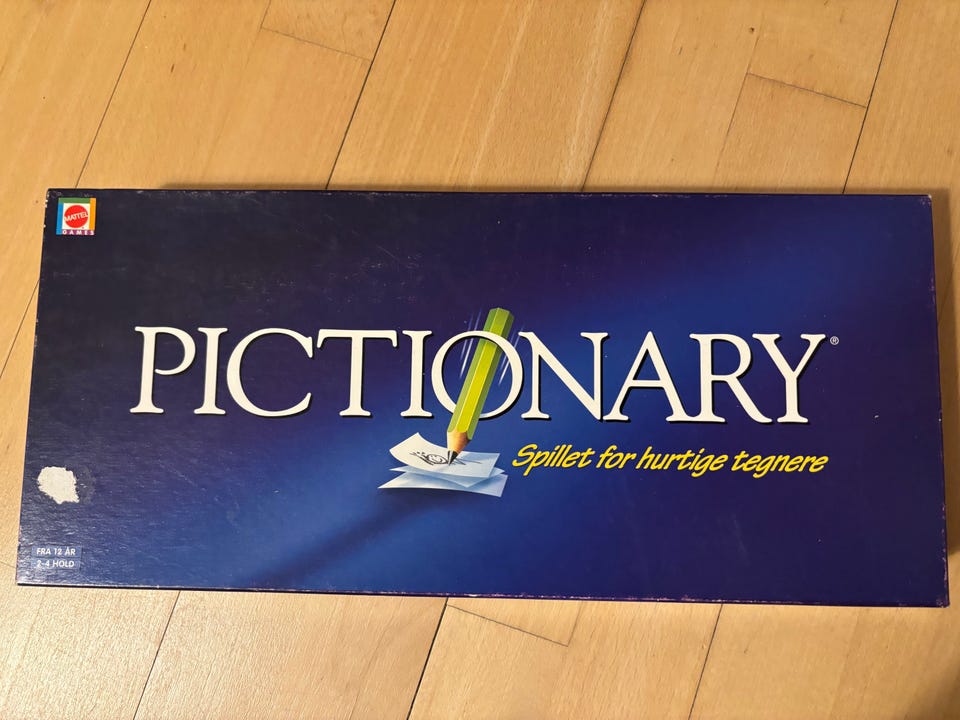 MATTEL
GAMES
PICTIONARY®
Spillet for hurtige tegnere
FRA 12 ÅR
2-4 HOLD